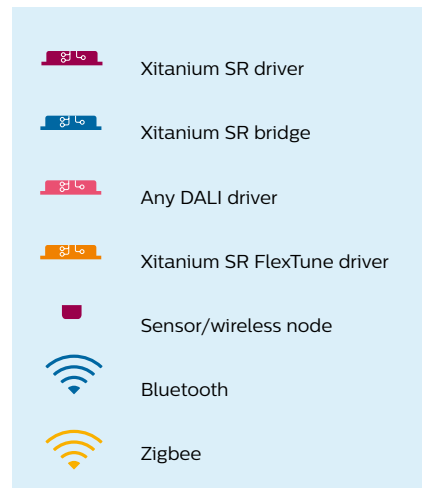 Xitanium SR driver
Xitanium SR bridge
Any DALI driver
Xitanium SR FlexTune driver
Sensor/wireless node
Bluetooth
Zigbee